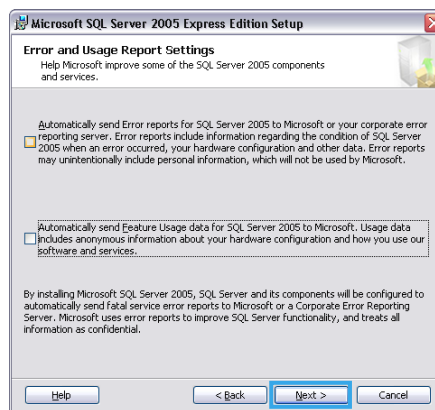 Microsoft SQL Server 2005 Express Edition Setup
Error and Usage Report Settings
Help Microsoft improve some of the SQL Server 2005 components
and services.
Automatically send Error reports for SQL Server 2005 to Microsoft or your corporate error
reporting server. Error reports include information regarding the condition of SQL Server
2005 when an error occurred, your hardware configuration and other data. Error reports
may unintentionally include personal information, which will not be used by Microsoft.
Automatically send Feature Usage data for SQL Server 2005 to Microsoft. Usage data
includes anonymous information about your hardware configuration and how you use our
software and services.
By installing Microsoft SQL Server 2005, SQL Server and its components will be configured to
automatically send fatal service error reports to Microsoft or a Corporate Error Reporting
Server. Microsoft uses error reports to improve SQL Server functionality, and treats all
information as confidential.
Help < Back Next > Cancel